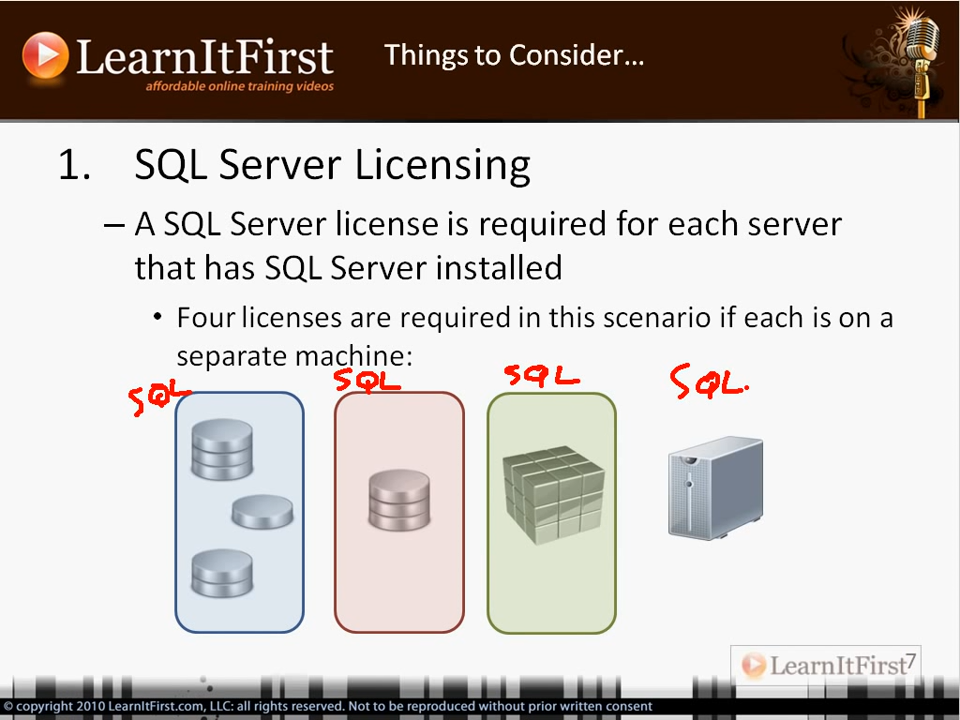 LearnItFirst
affordable online training videos
Things to Consider…
1. SQL Server Licensing
– A SQL Server license is required for each server
that has SQL Server installed
• Four licenses are required in this scenario if each is on a
separate machine:
SQL SQL SQL SQL
LearnItFirst 7
© copyright 2010 LearnItFirst.com, LLC: all rights reserved. Not to be reproduced without prior written consent